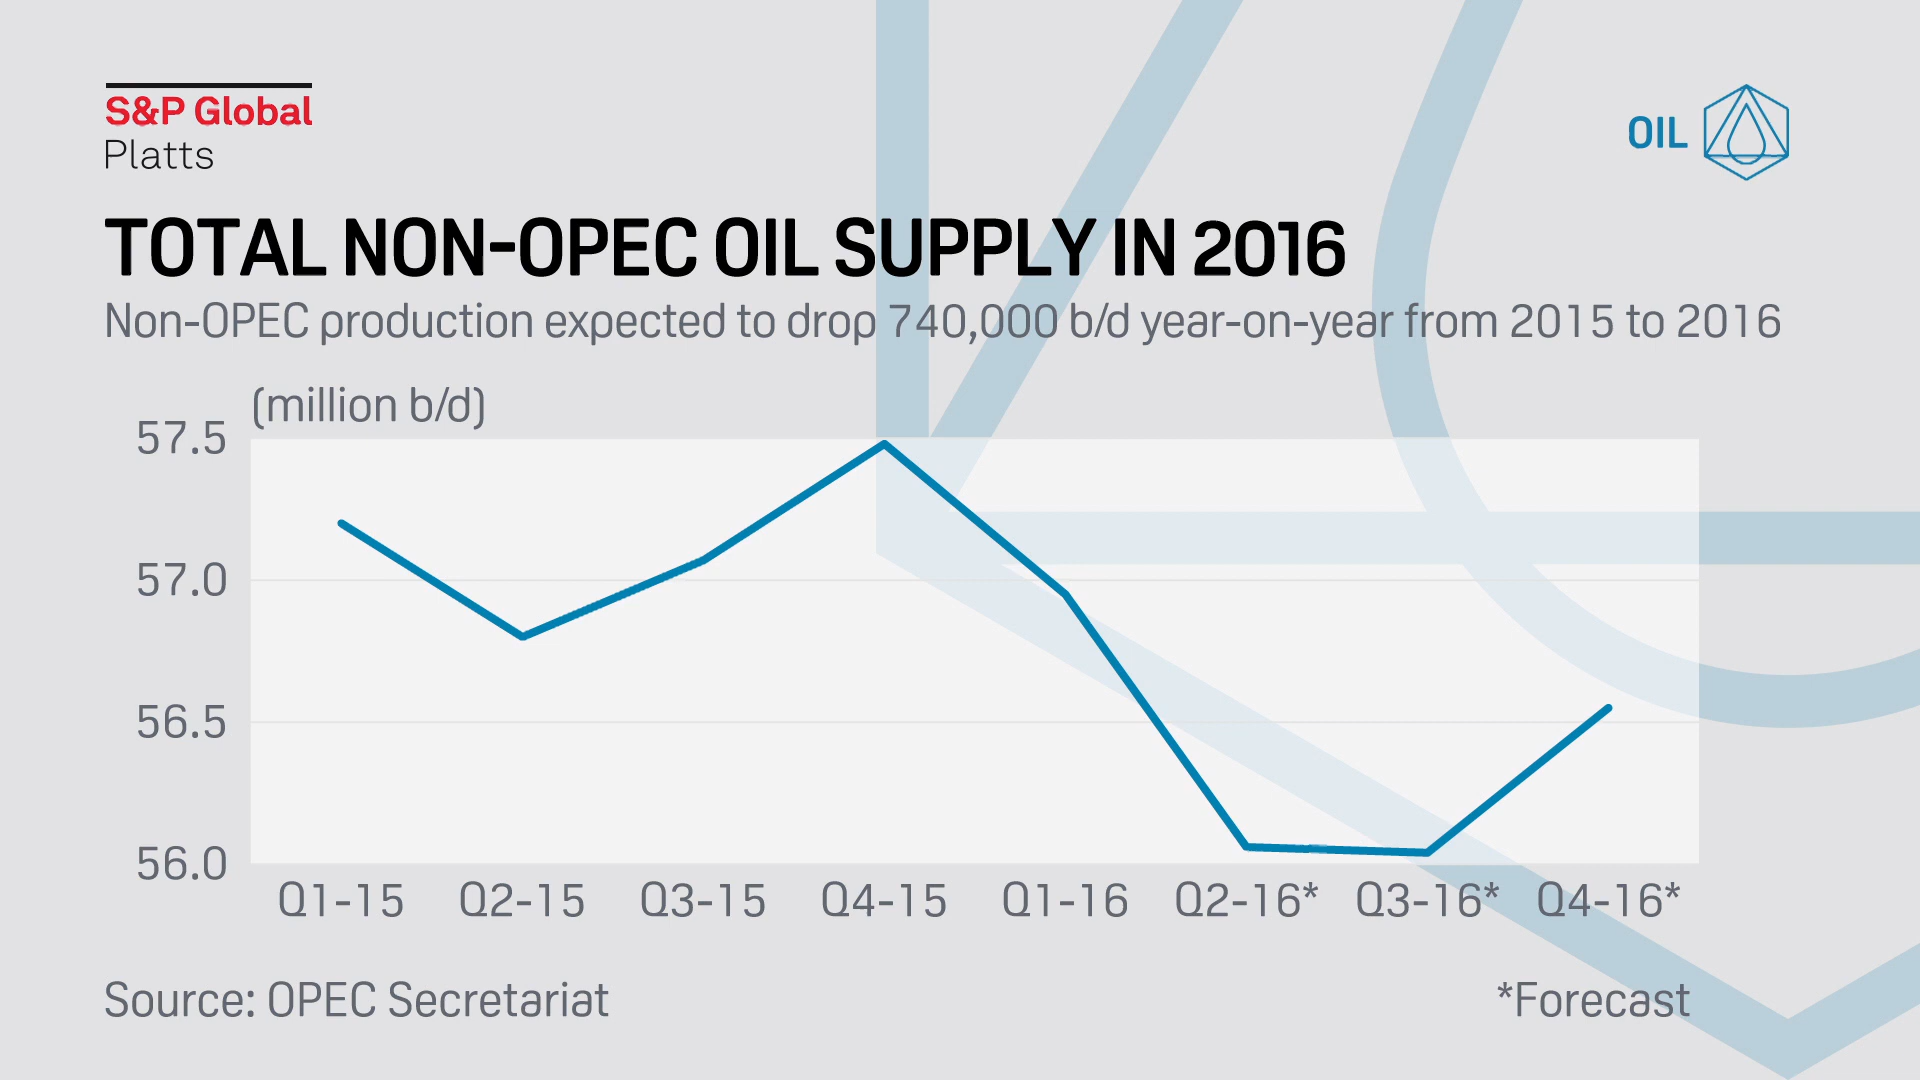 S&P Global
Platts
OIL
TOTAL NON-OPEC OIL SUPPLY IN 2016
Non-OPEC production expected to drop 740,000 b/d year-on-year from 2015 to 2016
(million b/d)
57.5
57.0
56.5
56.0
Q1-15 Q2-15 Q3-15 Q4-15 Q1-16 Q2-16* Q3-16* Q4-16*
Source: OPEC Secretariat
*Forecast